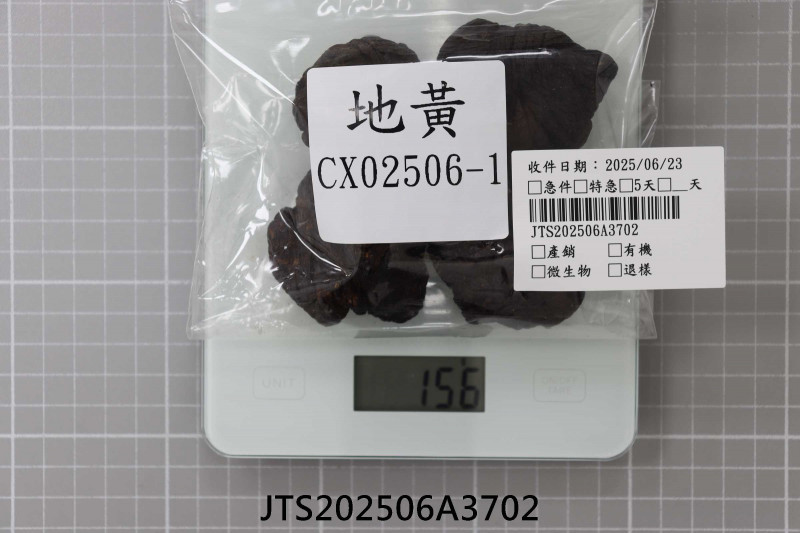 地黃
CX02506-1
收件日期：2025/06/23
□急件□特急□5天□__天
JTS202506A3702
□產銷 □有機
□微生物 □退樣
UNIT
156
JTS202506A3702